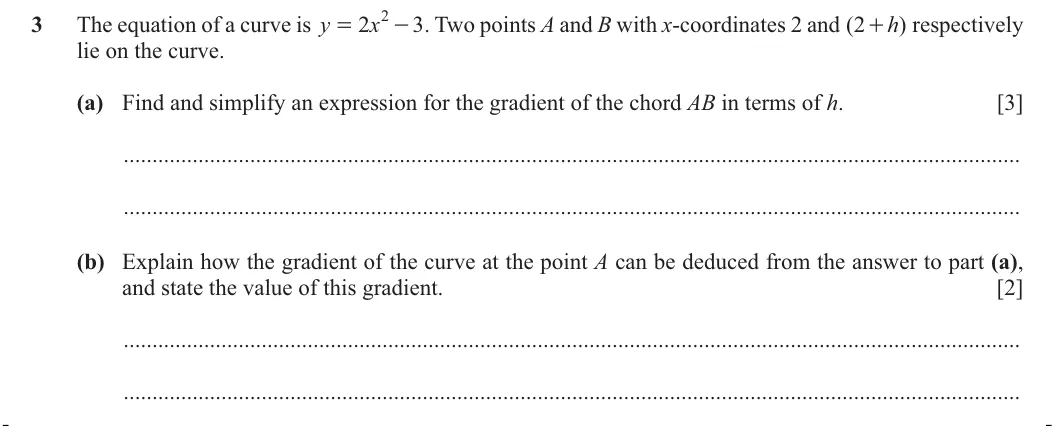 3 The equation of a curve is y = 2x² − 3. Two points A and B with x-coordinates 2 and (2 + h) respectively
lie on the curve.
(a) Find and simplify an expression for the gradient of the chord AB in terms of h. [3]
(b) Explain how the gradient of the curve at the point A can be deduced from the answer to part (a),
and state the value of this gradient. [2]